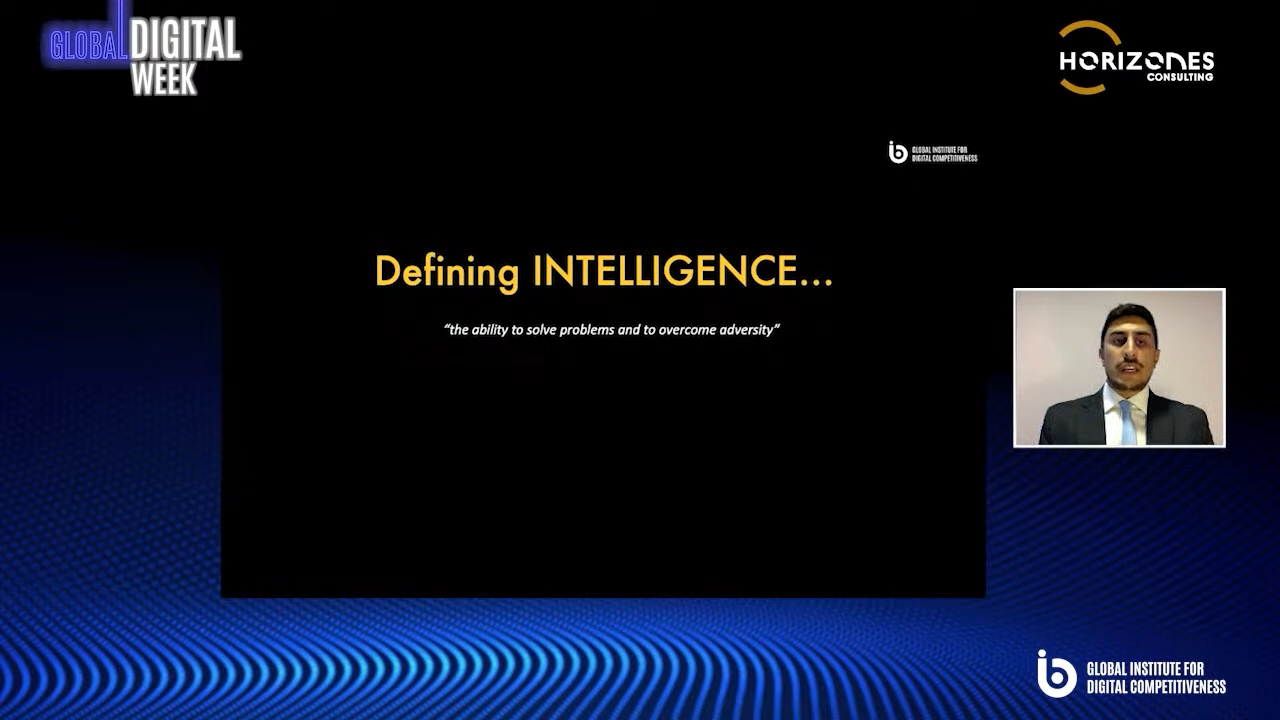 GLOBAL DIGITAL
WEEK
HORIZONES
CONSULTING
GLOBAL INSTITUTE FOR
DIGITAL COMPETITIVENESS
Defining INTELLIGENCE...
“the ability to solve problems and to overcome adversity”
GLOBAL INSTITUTE FOR
DIGITAL COMPETITIVENESS